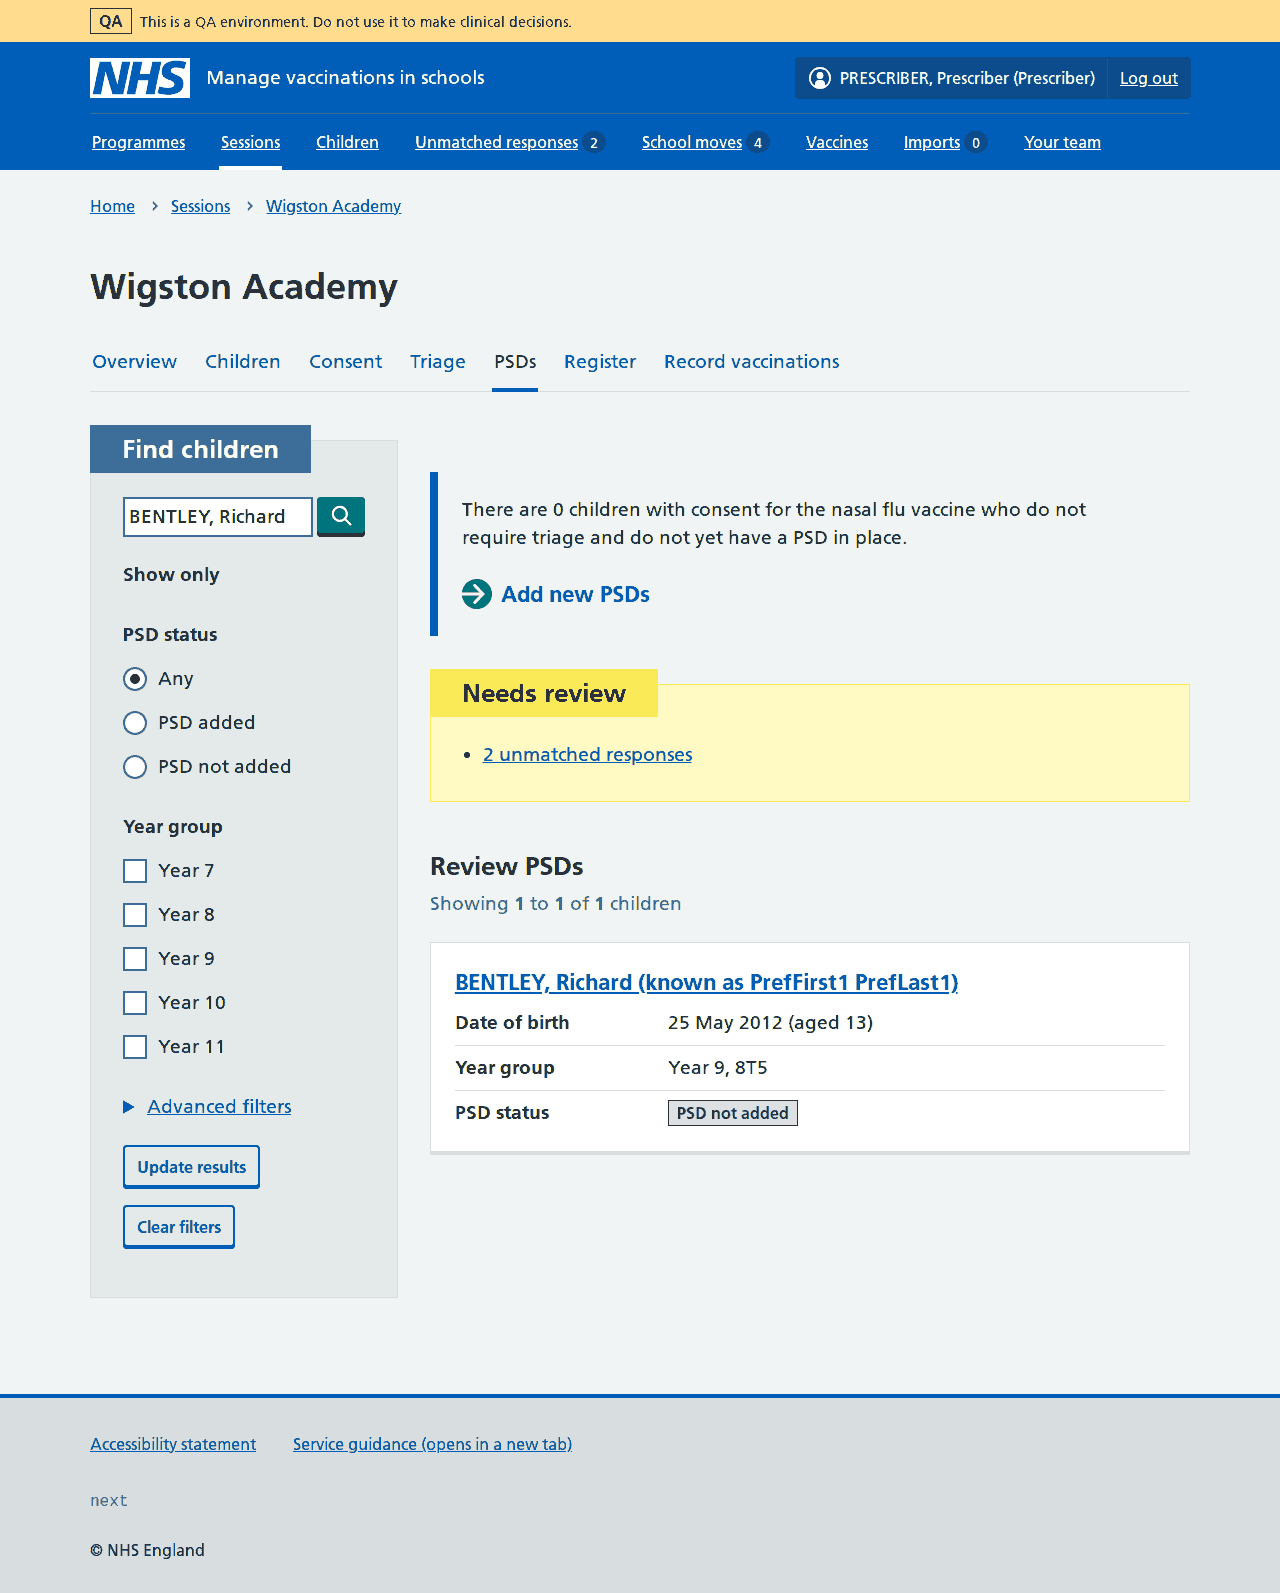 QA This is a QA environment. Do not use it to make clinical decisions.
NHS Manage vaccinations in schools PRESCRIBER, Prescriber (Prescriber) Log out
Programmes Sessions Children Unmatched responses 2 School moves 4 Vaccines Imports 0 Your team
Home Sessions Wigston Academy
Wigston Academy
Overview Children Consent Triage PSDs Register Record vaccinations
Find children
BENTLEY, Richard
Show only
PSD status
Any
PSD added
PSD not added
Year group
Year 7
Year 8
Year 9
Year 10
Year 11
Advanced filters
Update results
Clear filters
There are 0 children with consent for the nasal flu vaccine who do not
require triage and do not yet have a PSD in place.
Add new PSDs
Needs review
2 unmatched responses
Review PSDs
Showing 1 to 1 of 1 children
BENTLEY, Richard (known as PrefFirst1 PrefLast1)
Date of birth 25 May 2012 (aged 13)
Year group Year 9, 8T5
PSD status PSD not added
Accessibility statement Service guidance (opens in a new tab)
next
© NHS England